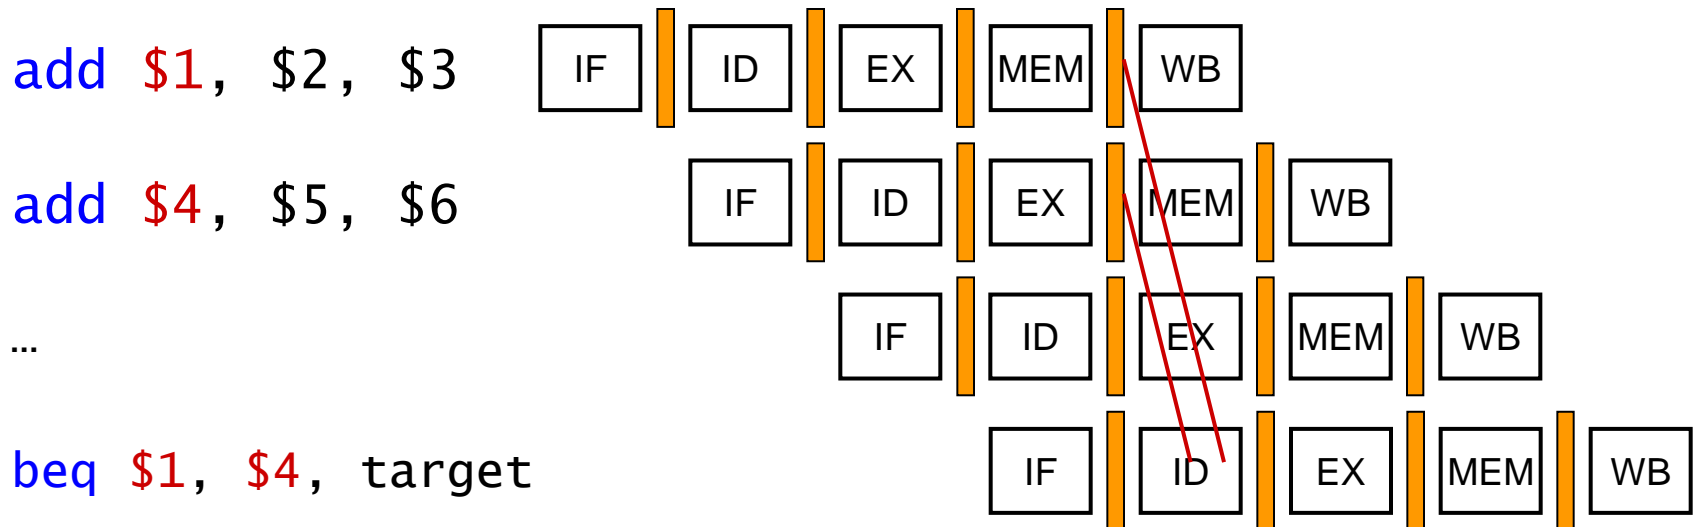 add $1, $2, $3 IF ID EX MEM WB
add $4, $5, $6 IF ID EX MEM WB
… IF ID EX MEM WB
beq $1, $4, target IF ID EX MEM WB